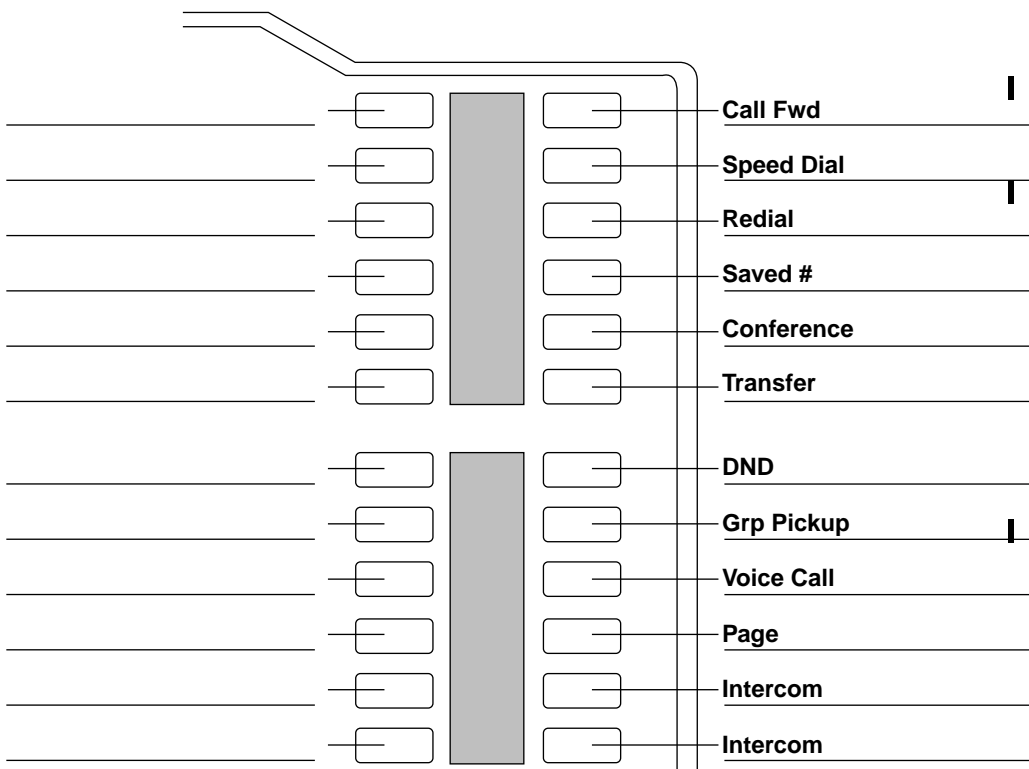 Call Fwd
Speed Dial
Redial
Saved #
Conference
Transfer
DND
Grp Pickup
Voice Call
Page
Intercom
Intercom